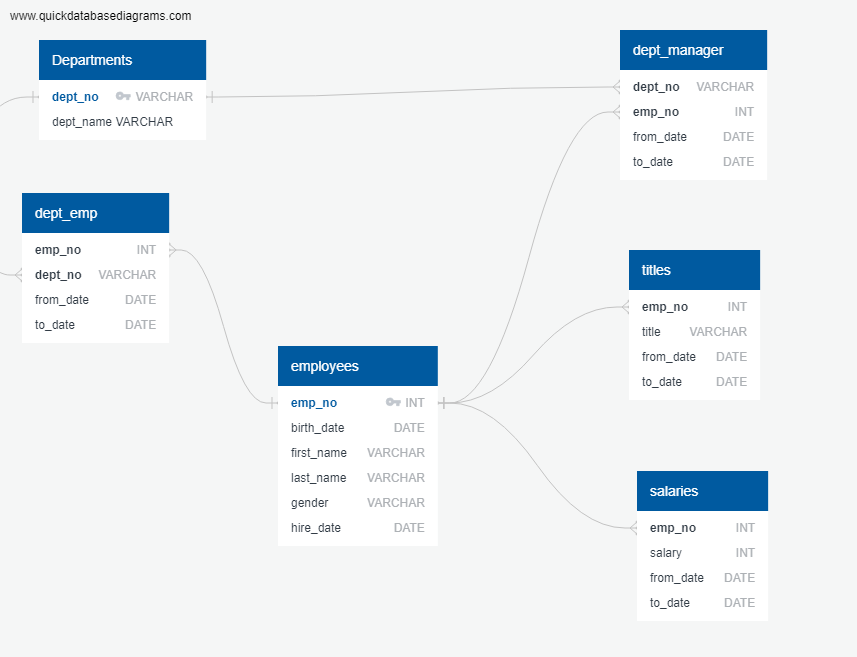 www.quickdatabasediagrams.com
Departments
dept_no VARCHAR
dept_name VARCHAR
dept_manager
dept_no VARCHAR
emp_no INT
from_date DATE
to_date DATE
dept_emp
emp_no INT
dept_no VARCHAR
from_date DATE
to_date DATE
titles
emp_no INT
title VARCHAR
from_date DATE
to_date DATE
employees
emp_no INT
birth_date DATE
first_name VARCHAR
last_name VARCHAR
gender VARCHAR
hire_date DATE
salaries
emp_no INT
salary INT
from_date DATE
to_date DATE